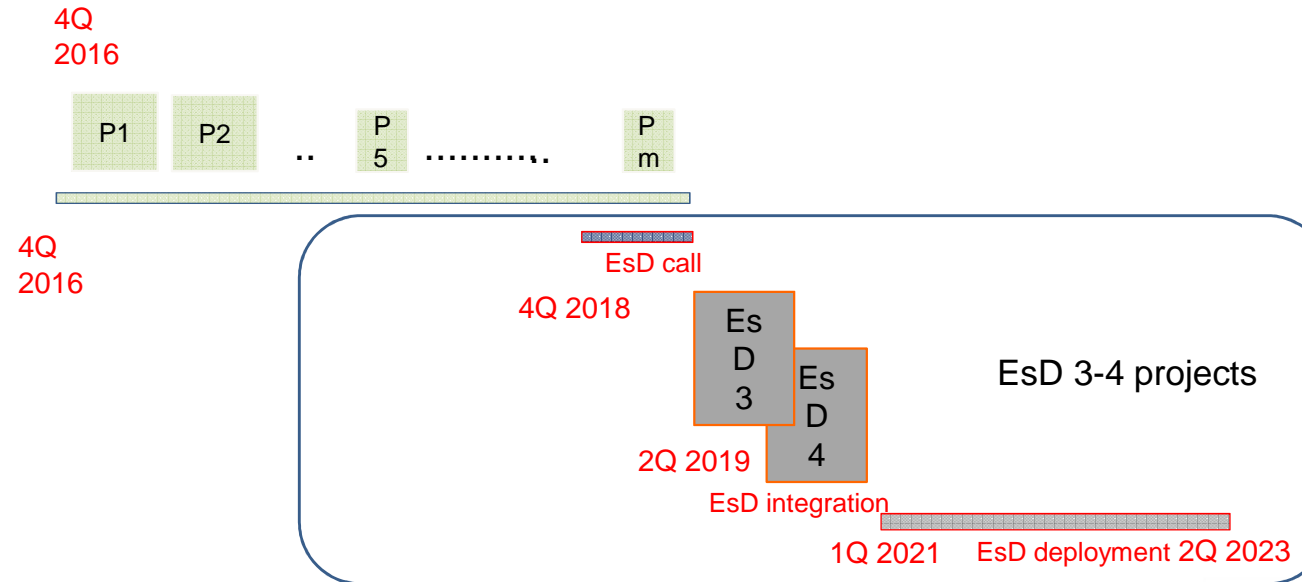 4Q
2016
P1
P2
..
P
5
............
P
m
4Q
2016
EsD call
4Q 2018
Es
D
3
Es
D
4
EsD 3-4 projects
2Q 2019
EsD integration
1Q 2021
EsD deployment
2Q 2023